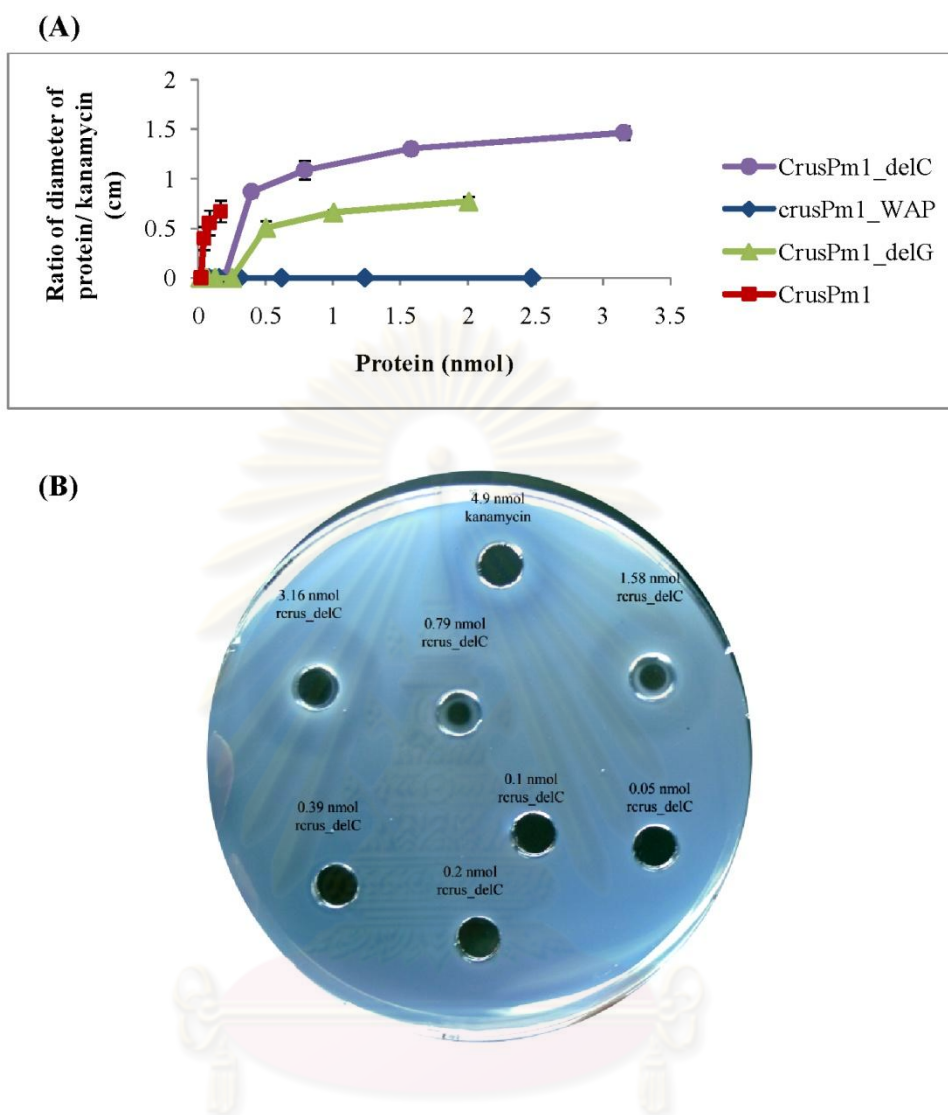 (A)
Ratio of diameter of
protein/ kanamycin
(cm)
2
1.5
1
0.5
0
0 0.5 1 1.5 2 2.5 3 3.5
Protein (nmol)
CrusPm1_delC
crusPm1_WAP
CrusPm1_delG
CrusPm1
(B)
4.9 nmol
kanamycin
3.16 nmol
rcrus_delC
0.79 nmol
rcrus_delC
1.58 nmol
rcrus_delC
0.39 nmol
rcrus_delC
0.1 nmol
rcrus_delC
0.05 nmol
rcrus_delC
0.2 nmol
rcrus_delC